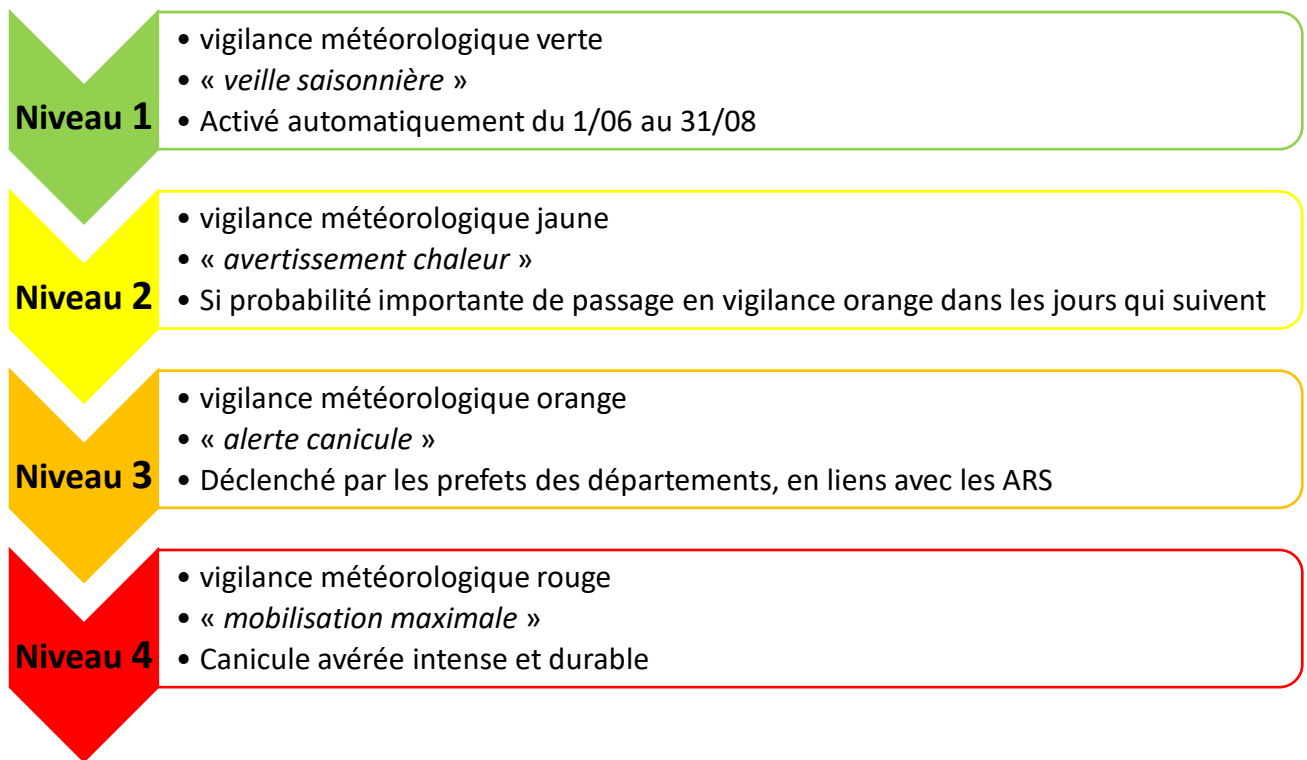 • vigilance météorologique verte
• « veille saisonnière »
Niveau 1
• Activé automatiquement du 1/06 au 31/08
• vigilance météorologique jaune
• « avertissement chaleur »
Niveau 2
• Si probabilité importante de passage en vigilance orange dans les jours qui suivent
• vigilance météorologique orange
• « alerte canicule »
Niveau 3
• Déclenché par les prefets des départements, en liens avec les ARS
• vigilance météorologique rouge
• « mobilisation maximale »
Niveau 4
• Canicule avérée intense et durable